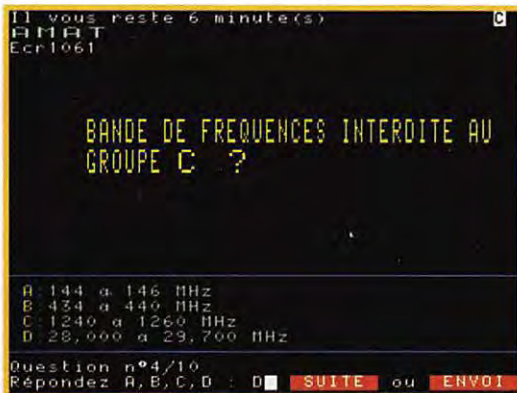 Il vous reste 6 minute(s) C
AMAT
Ecr1061
BANDE DE FREQUENCES INTERDITE AU
GROUPE C ?
A:144 a 146 MHz
B:434 a 440 MHz
C:1240 a 1260 MHz
D:28,000 a 29,700 MHz
Question n°4/10
Répondez A,B,C,D : D SUITE ou ENVOI